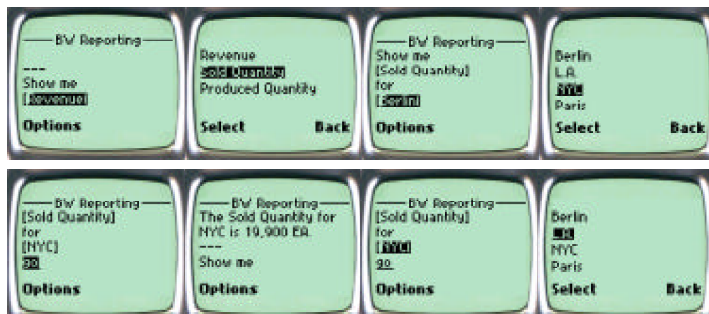 BW Reporting
---
Show me
[Revenue]
Options
Revenue
Sold Quantity
Produced Quantity
Select Back
BW Reporting
Show me
[Sold Quantity]
for
[Berlin]
Options
Berlin
L.A.
NYC
Paris
Select Back
BW Reporting
[Sold Quantity]
for
[NYC]
go
Options
BW Reporting
The Sold Quantity for
NYC is 19,900 EA.
---
Show me
Options
BW Reporting
[Sold Quantity]
for
[NYC]
go
Options
Berlin
L.A.
NYC
Paris
Select Back